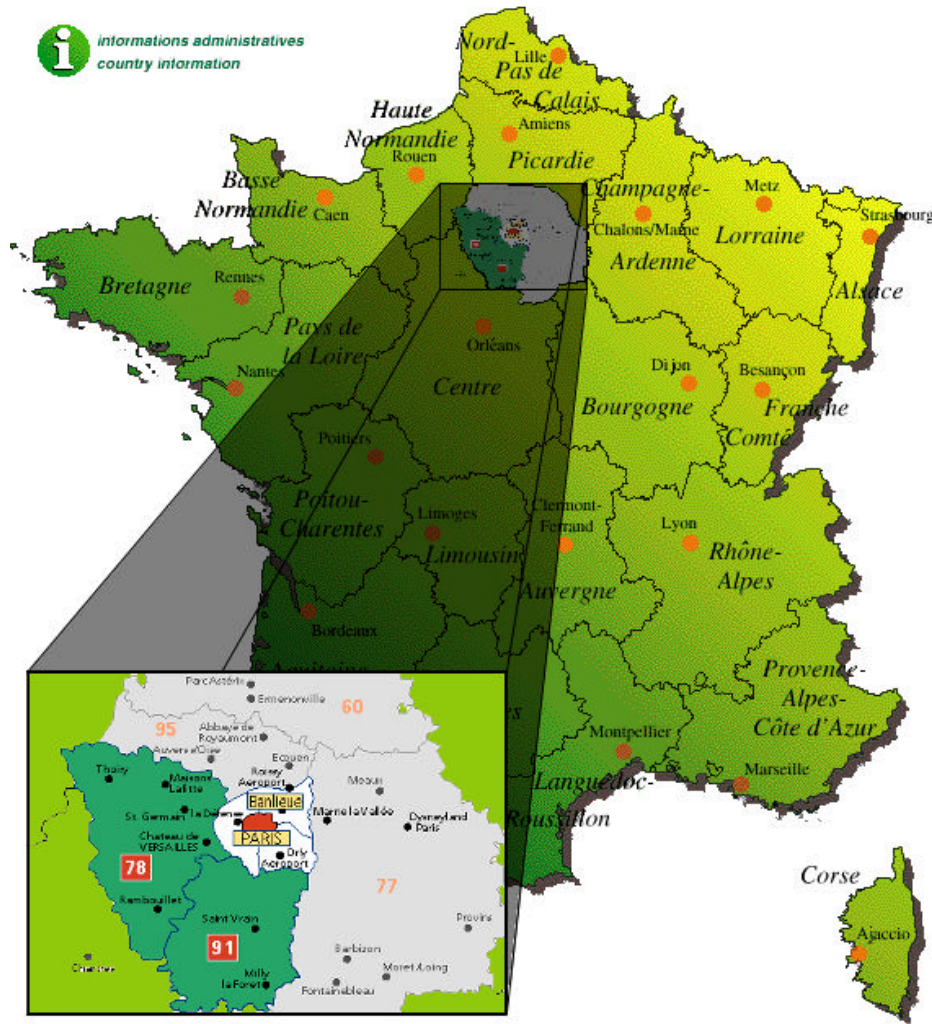 informations administratives
country information
Nord-
Lille
Pas de
Calais
Haute
Normandie
Amiens
Picardie
Rouen
Basse
Normandie
Caen
Champagne-
Chalons/Marne
Ardenne
Metz
Lorraine
Strasbourg
Alsace
Bretagne
Rennes
Pays de
la Loire
Nantes
Orléans
Centre
Dijon
Bourgogne
Besançon
Franche
Comté
Poitiers
Poitou-
Charentes
Limoges
Limousin
Clermont-
Ferrand
Auvergne
Lyon
Rhône-
Alpes
Bordeaux
Aquitaine
Provence-
Alpes-
Côte d'Azur
Montpellier
Marseille
Languedoc-
Roussillon
Corse
Ajaccio
Parc Astérix
Ermenonville
60
95
Abbaye de
Royaumont
Auvers/Oise
Ecouen
Roissy
Aeroport
Meaux
Thoiry
Maisons
Lafitte
Banlieue
St. Germain
la Défense
Marne la Vallée
Disneyland
Paris
PARIS
Chateau de
VERSAILLES
Orly
Aeroport
78
77
Rambouillet
Saint Vrain
91
Provins
Barbizon
Chartres
Milly
la Foret
Moret/Loing
Fontainebleau